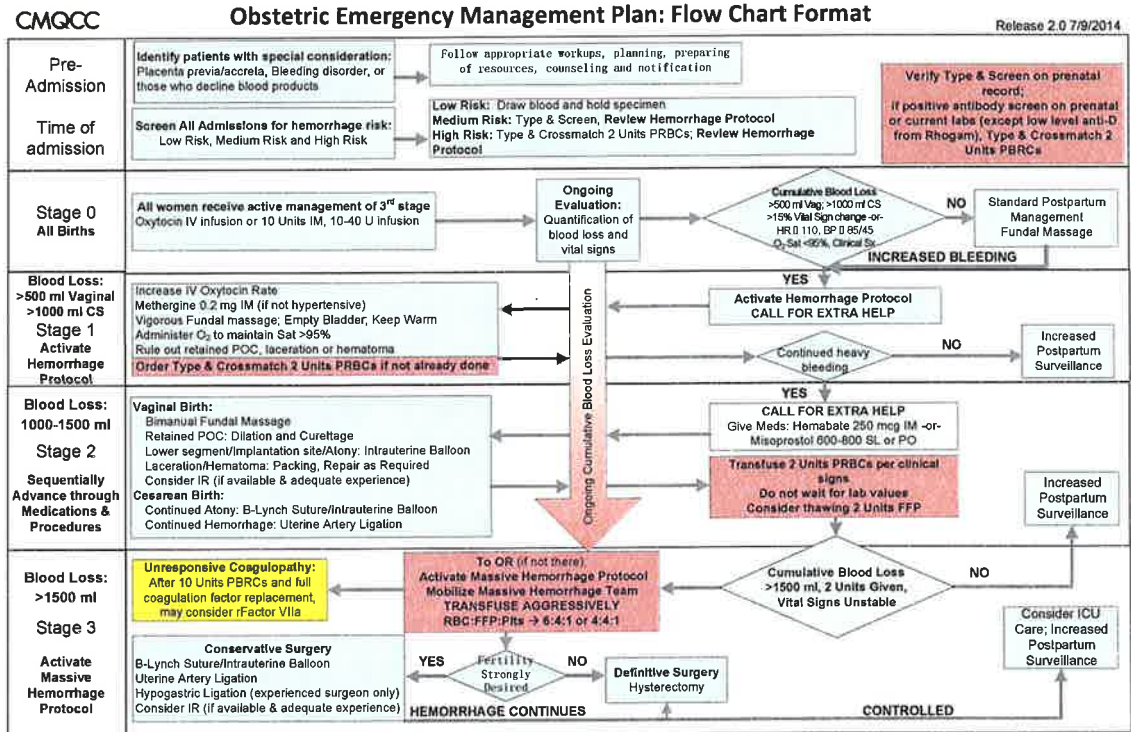 CMQCC
Obstetric Emergency Management Plan: Flow Chart Format
Release 2.0 7/9/2014
Pre-
Admission
Identify patients with special consideration:
Placenta previa/accreta, Bleeding disorder, or
those who decline blood products
Follow appropriate workups, planning, preparing
of resources, counseling and notification
Time of
admission
Screen All Admissions for hemorrhage risk:
Low Risk, Medium Risk and High Risk
Low Risk: Draw blood and hold specimen
Medium Risk: Type & Screen, Review Hemorrhage Protocol
High Risk: Type & Crossmatch 2 Units PRBCs; Review Hemorrhage
Protocol
Verify Type & Screen on prenatal
record;
if positive antibody screen on prenatal
or current labs (except low level anti-D
from Rhogam), Type & Crossmatch 2
Units PBRCs
Stage 0
All Births
All women receive active management of 3rd stage
Oxytocin IV infusion or 10 Units IM, 10-40 U infusion
Ongoing
Evaluation:
Quantification of
blood loss and
vital signs
Cumulative Blood Loss
>500 ml Vag; >1000 ml CS
>15% Vital Sign change -or-
HR 110, BP 85/45
O2 Sat <95%, Clinical Sx
NO
Standard Postpartum
Management
Fundal Massage
INCREASED BLEEDING
YES
Blood Loss:
>500 ml Vaginal
>1000 ml CS
Stage 1
Activate
Hemorrhage
Protocol
Increase IV Oxytocin Rate
Methergine 0.2 mg IM (if not hypertensive)
Vigorous Fundal massage; Empty Bladder; Keep Warm
Administer O2 to maintain Sat >95%
Rule out retained POC, laceration or hematoma
Order Type & Crossmatch 2 Units PRBCs if not already done
Ongoing Cumulative Blood Loss Evaluation
Activate Hemorrhage Protocol
CALL FOR EXTRA HELP
Continued heavy
bleeding
NO
Increased
Postpartum
Surveillance
YES
Blood Loss:
1000-1500 ml
Stage 2
Sequentially
Advance through
Medications &
Procedures
Vaginal Birth:
Bimanual Fundal Massage
Retained POC: Dilation and Curettage
Lower segment/Implantation site/Atony: Intrauterine Balloon
Laceration/Hematoma: Packing, Repair as Required
Consider IR (if available & adequate experience)
Cesarean Birth:
Continued Atony: B-Lynch Suture/Intrauterine Balloon
Continued Hemorrhage: Uterine Artery Ligation
CALL FOR EXTRA HELP
Give Meds: Hemabate 250 mcg IM -or-
Misoprostol 600-800 SL or PO
Transfuse 2 Units PRBCs per clinical
signs
Do not wait for lab values
Consider thawing 2 Units FFP
Increased
Postpartum
Surveillance
Blood Loss:
>1500 ml
Stage 3
Activate
Massive
Hemorrhage
Protocol
Unresponsive Coagulopathy:
After 10 Units PBRCs and full
coagulation factor replacement,
may consider rFactor VIIa
To OR (if not there);
Activate Massive Hemorrhage Protocol
Mobilize Massive Hemorrhage Team
TRANSFUSE AGGRESSIVELY
RBC:FFP:Plts → 6:4:1 or 4:4:1
Cumulative Blood Loss
>1500 ml, 2 Units Given,
Vital Signs Unstable
NO
Consider ICU
Care; Increased
Postpartum
Surveillance
Conservative Surgery
B-Lynch Suture/Intrauterine Balloon
Uterine Artery Ligation
Hypogastric Ligation (experienced surgeon only)
Consider IR (if available & adequate experience)
YES
Fertility
Strongly
Desired
NO
Definitive Surgery
Hysterectomy
HEMORRHAGE CONTINUES
CONTROLLED